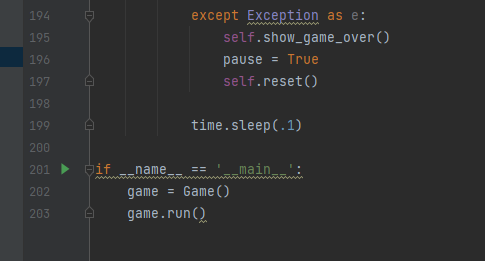 194 except Exception as e:
195 self.show_game_over()
196 pause = True
197 self.reset()
198
199 time.sleep(.1)
200
201 if __name__ == '__main__':
202 game = Game()
203 game.run()